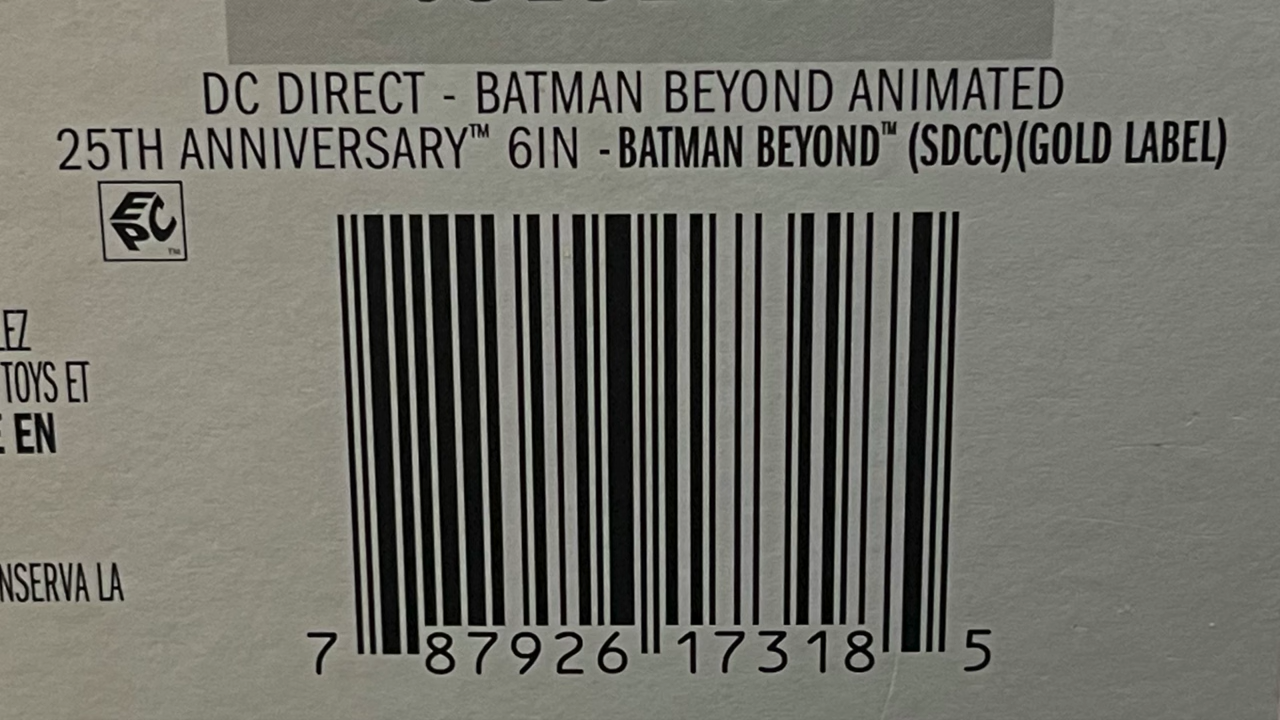 DC DIRECT - BATMAN BEYOND ANIMATED
25TH ANNIVERSARY™ 6IN - BATMAN BEYOND™ (SDCC)(GOLD LABEL)
EPC™
EZ
TOYS ET
EN
NSERVA LA
7 87926 17318 5